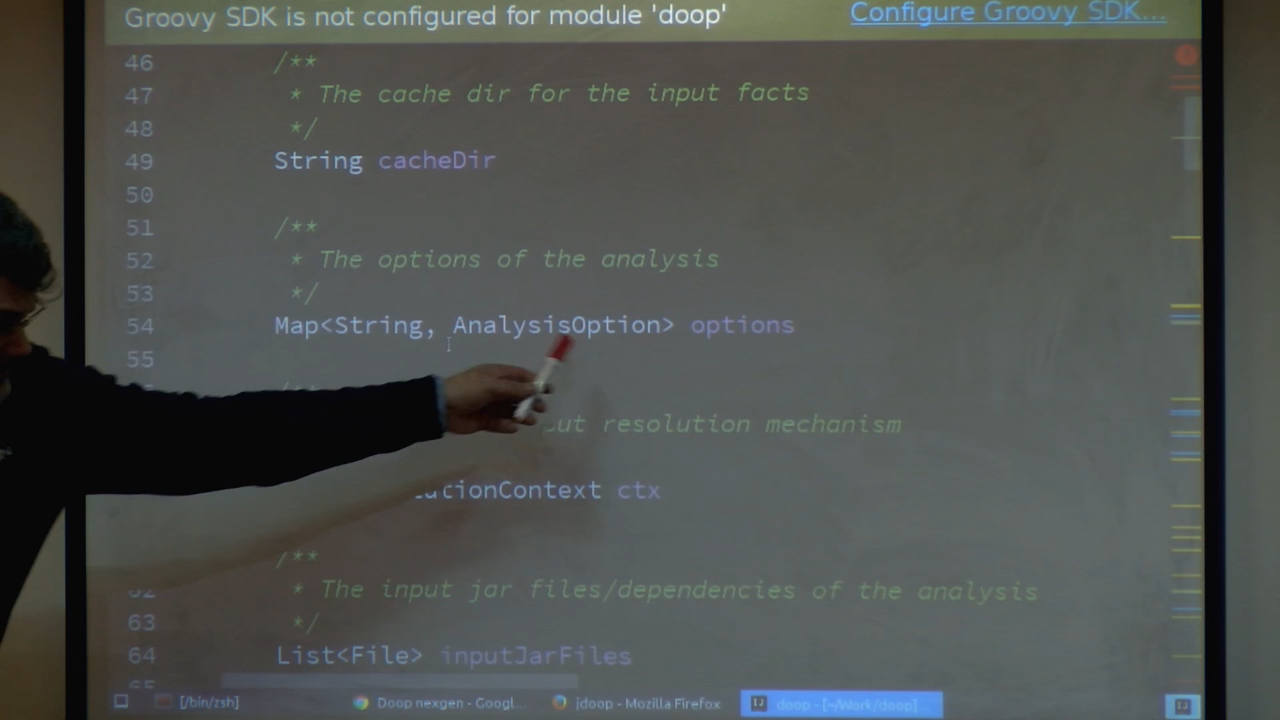 Groovy SDK is not configured for module 'doop' Configure Groovy SDK...
46 /**
47 * The cache dir for the input facts
48 */
49 String cacheDir
50
51 /**
52 * The options of the analysis
53 */
54 Map<String, AnalysisOption> options
55
/**
resolution mechanism
ctx
/**
62 * The input jar files/dependencies of the analysis
63 */
64 List<File> inputJarFiles
65
[/bin/zsh] Doop nexgen - Googl... jdoop - Mozilla Firefox doop - [~/Work/doop]